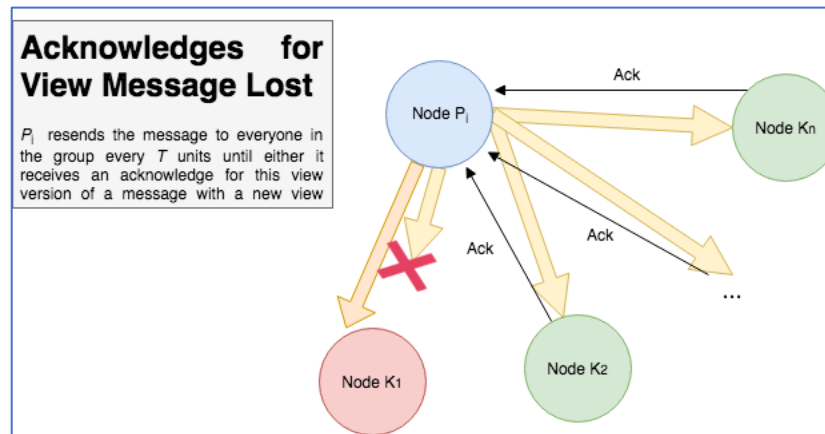 Acknowledges for
View Message Lost
Pi resends the message to everyone in
the group every T units until either it
receives an acknowledge for this view
version of a message with a new view
Ack
Node Pi
Node Kn
Ack
Ack
...
Node K1
Node K2